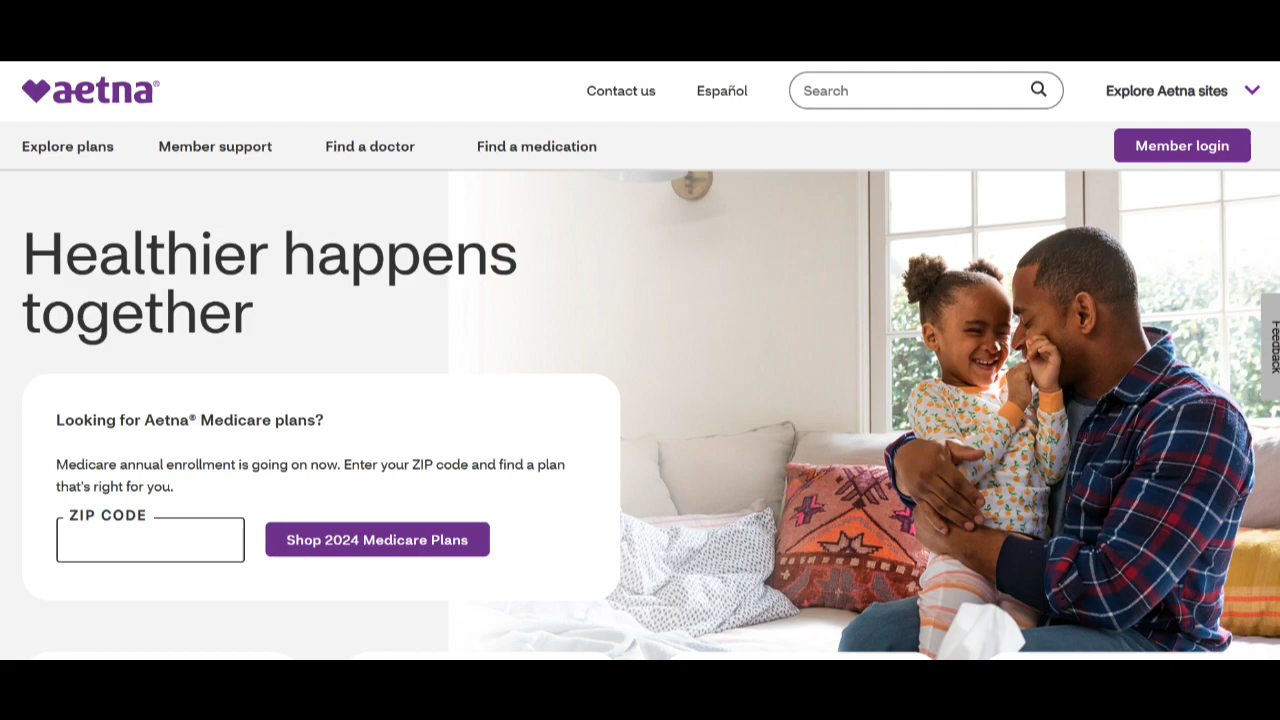 aetna®
Contact us
Español
Search
Explore Aetna sites
Explore plans
Member support
Find a doctor
Find a medication
Member login
Healthier happens
together
Feedback
Looking for Aetna® Medicare plans?
Medicare annual enrollment is going on now. Enter your ZIP code and find a plan
that's right for you.
ZIP CODE
Shop 2024 Medicare Plans